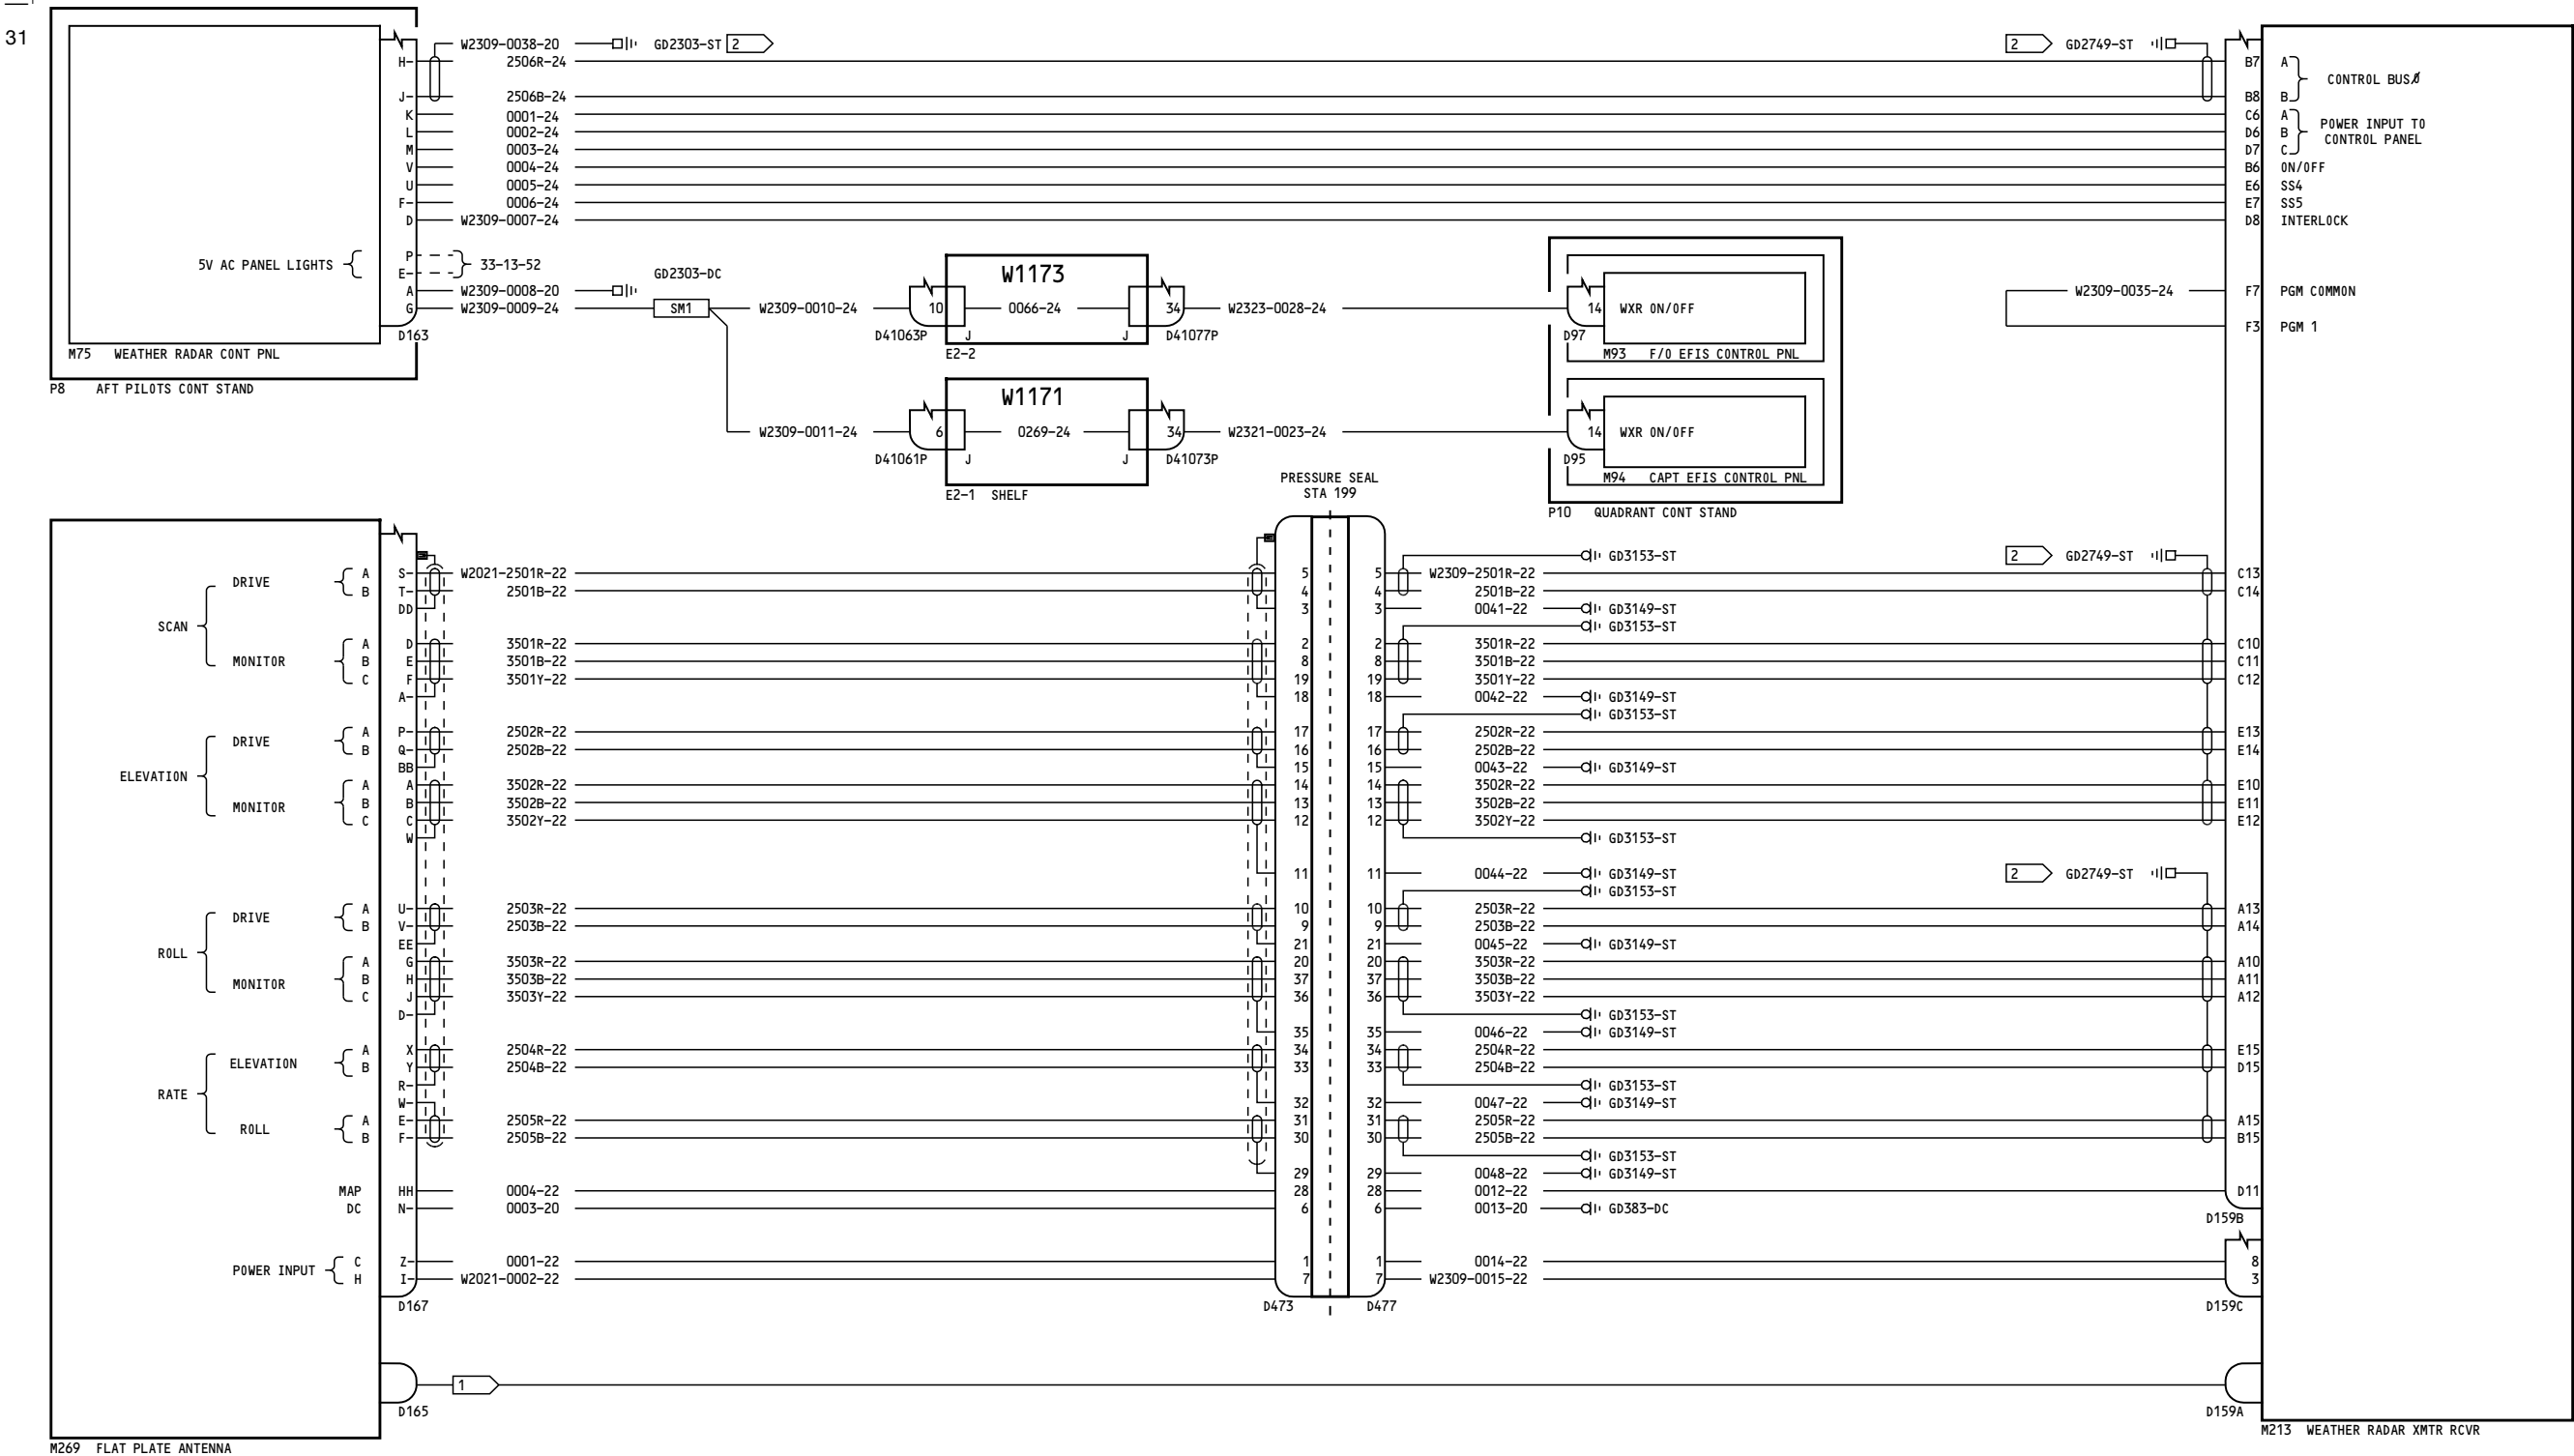 31
W2309-0038-20 GD2303-ST 2
2 GD2749-ST
H- 2506R-24 B7 A
CONTROL BUSØ
J- 2506B-24 B8 B
K 0001-24 C6 A
L 0002-24 D6 B
POWER INPUT TO
CONTROL PANEL
M 0003-24 D7 C
V 0004-24 B6 ON/OFF
U 0005-24 E6 SS4
F- 0006-24 E7 SS5
D W2309-0007-24 D8 INTERLOCK
5V AC PANEL LIGHTS
P
E-
33-13-52
GD2303-DC
A W2309-0008-20
G W2309-0009-24 SM1 W2309-0010-24 10 0066-24 34 W2323-0028-24 14 WXR ON/OFF
W1173
D163
D41063P J J D41077P
E2-2
D97
M93 F/O EFIS CONTROL PNL
W2309-0035-24 F7 PGM COMMON
F3 PGM 1
M75 WEATHER RADAR CONT PNL
P8 AFT PILOTS CONT STAND
W1171
W2309-0011-24 6 0269-24 34 W2321-0023-24 14 WXR ON/OFF
D41061P J J D41073P
E2-1 SHELF
D95
M94 CAPT EFIS CONTROL PNL
P10 QUADRANT CONT STAND
PRESSURE SEAL
STA 199
GD3153-ST 2 GD2749-ST
SCAN
DRIVE
A S- W2021-2501R-22 5 5 W2309-2501R-22 C13
B T- 2501B-22 4 4 2501B-22 C14
DD 3 3 0041-22 GD3149-ST
GD3153-ST
MONITOR
A D 3501R-22 2 2 3501R-22 C10
B E 3501B-22 8 8 3501B-22 C11
C F 3501Y-22 19 19 3501Y-22 C12
A- 18 18 0042-22 GD3149-ST
GD3153-ST
ELEVATION
DRIVE
A P- 2502R-22 17 17 2502R-22 E13
B Q- 2502B-22 16 16 2502B-22 E14
BB 15 15 0043-22 GD3149-ST
MONITOR
A A 3502R-22 14 14 3502R-22 E10
B B 3502B-22 13 13 3502B-22 E11
C C 3502Y-22 12 12 3502Y-22 E12
W GD3153-ST
11 11 0044-22 GD3149-ST 2 GD2749-ST
GD3153-ST
ROLL
DRIVE
A U- 2503R-22 10 10 2503R-22 A13
B V- 2503B-22 9 9 2503B-22 A14
EE 21 21 0045-22 GD3149-ST
MONITOR
A G 3503R-22 20 20 3503R-22 A10
B H 3503B-22 37 37 3503B-22 A11
C J 3503Y-22 36 36 3503Y-22 A12
D- GD3153-ST
35 35 0046-22 GD3149-ST
RATE
ELEVATION
A X 2504R-22 34 34 2504R-22 E15
B Y 2504B-22 33 33 2504B-22 D15
R- GD3153-ST
W- 32 32 0047-22 GD3149-ST
ROLL
A E- 2505R-22 31 31 2505R-22 A15
B F- 2505B-22 30 30 2505B-22 B15
GD3153-ST
29 29 0048-22 GD3149-ST
MAP HH 0004-22 28 28 0012-22 D11
DC N- 0003-20 6 6 0013-20 GD383-DC
D159B
POWER INPUT
C Z- 0001-22 1 1 0014-22 8
H I- W2021-0002-22 7 7 W2309-0015-22 3
D167 D473 D477 D159C
1
D165 D159A
M269 FLAT PLATE ANTENNA
M213 WEATHER RADAR XMTR RCVR